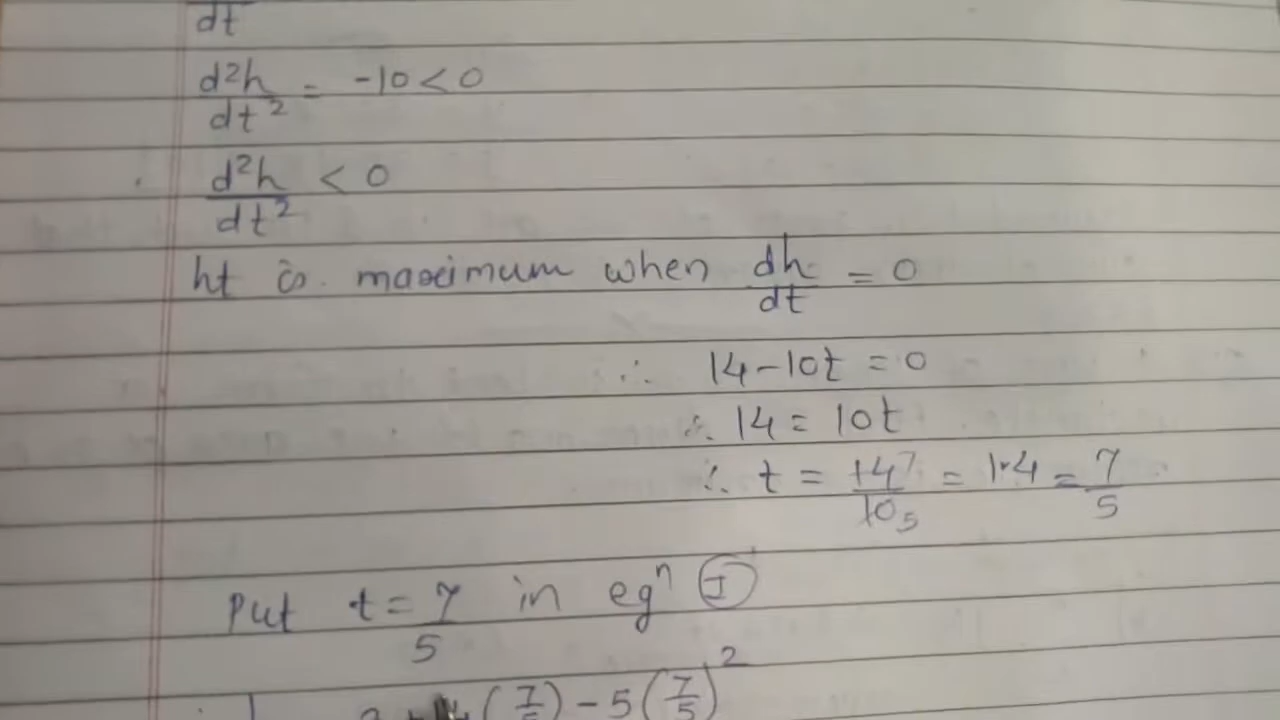 dt
d²h/dt² = -10 < 0
d²h/dt² < 0
ht is maximum when dh/dt = 0
∴ 14-10t = 0
∴ 14 = 10t
∴ t = 14/10 = 1.4 = 7/5
Put t = 7/5 in eqⁿ (I)
(7/5) - 5(7/5)²